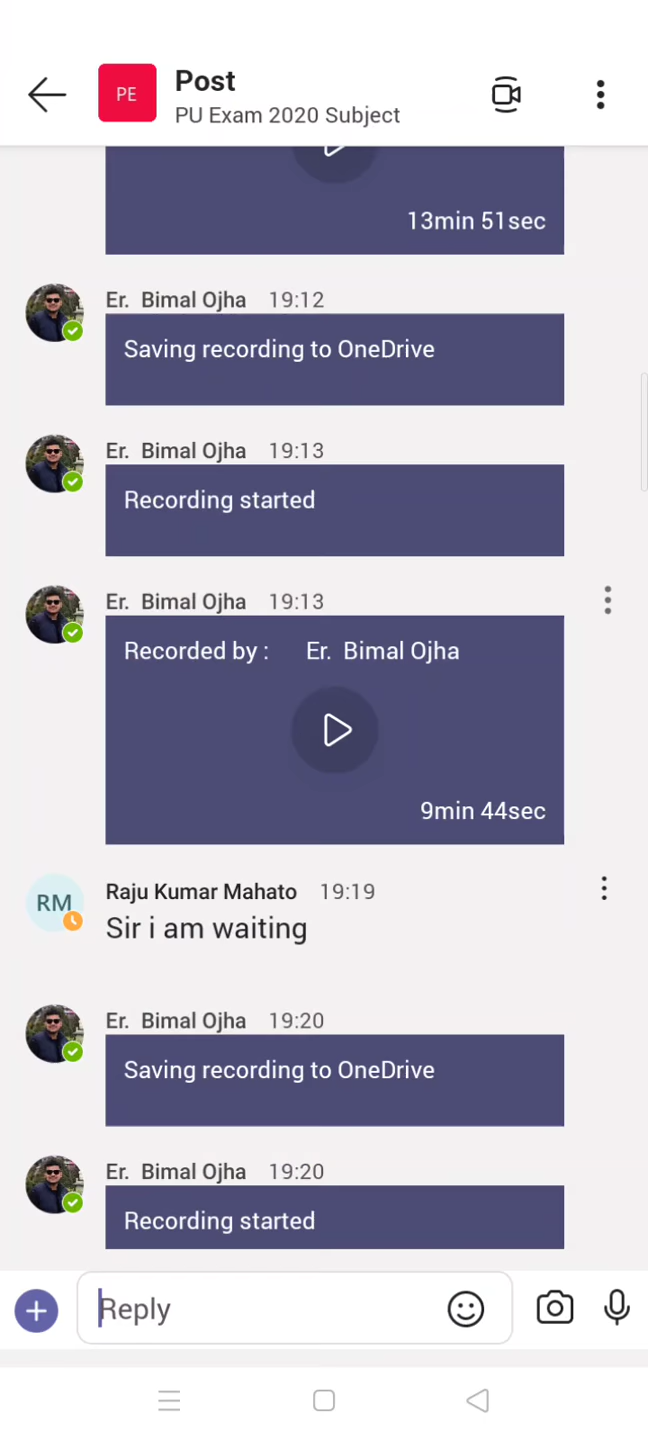 PE
Post
PU Exam 2020 Subject
13min 51sec
Er. Bimal Ojha 19:12
Saving recording to OneDrive
Er. Bimal Ojha 19:13
Recording started
Er. Bimal Ojha 19:13
Recorded by : Er. Bimal Ojha
9min 44sec
RM
Raju Kumar Mahato 19:19
Sir i am waiting
Er. Bimal Ojha 19:20
Saving recording to OneDrive
Er. Bimal Ojha 19:20
Recording started
Reply